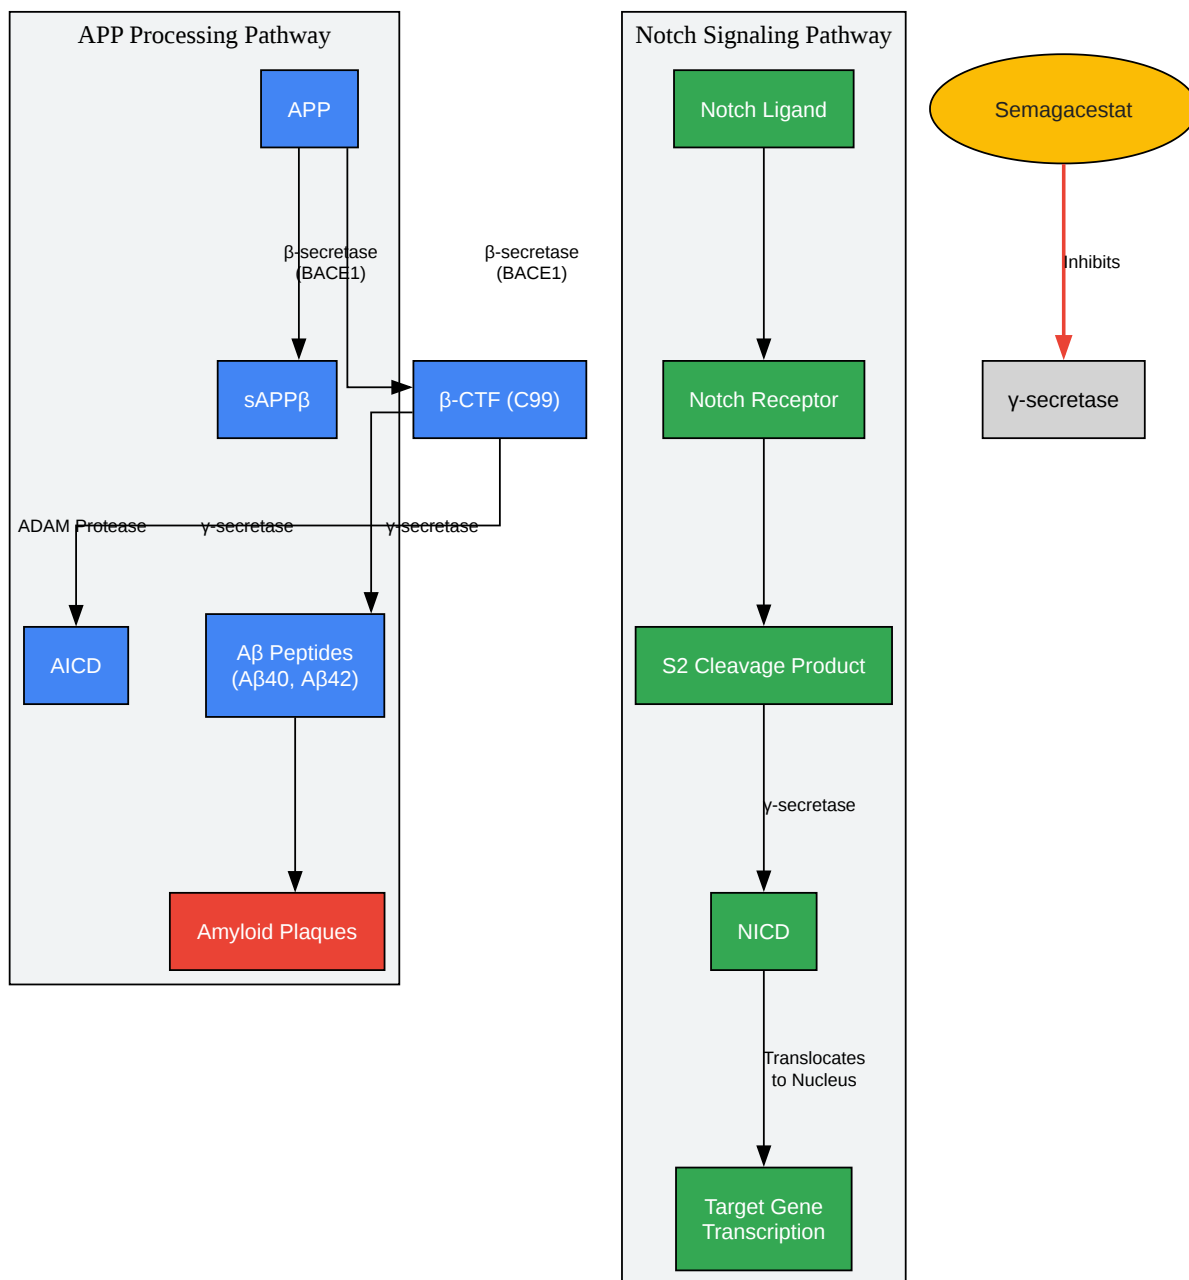 APP Processing Pathway
Notch Signaling Pathway
APP
Notch Ligand
Semagacestat
β-secretase
(BACE1)
β-secretase
(BACE1)
Inhibits
sAPPβ
β-CTF (C99)
Notch Receptor
γ-secretase
ADAM Protease
γ-secretase
γ-secretase
AICD
Aβ Peptides
(Aβ40, Aβ42)
S2 Cleavage Product
γ-secretase
Amyloid Plaques
NICD
Translocates
to Nucleus
Target Gene
Transcription